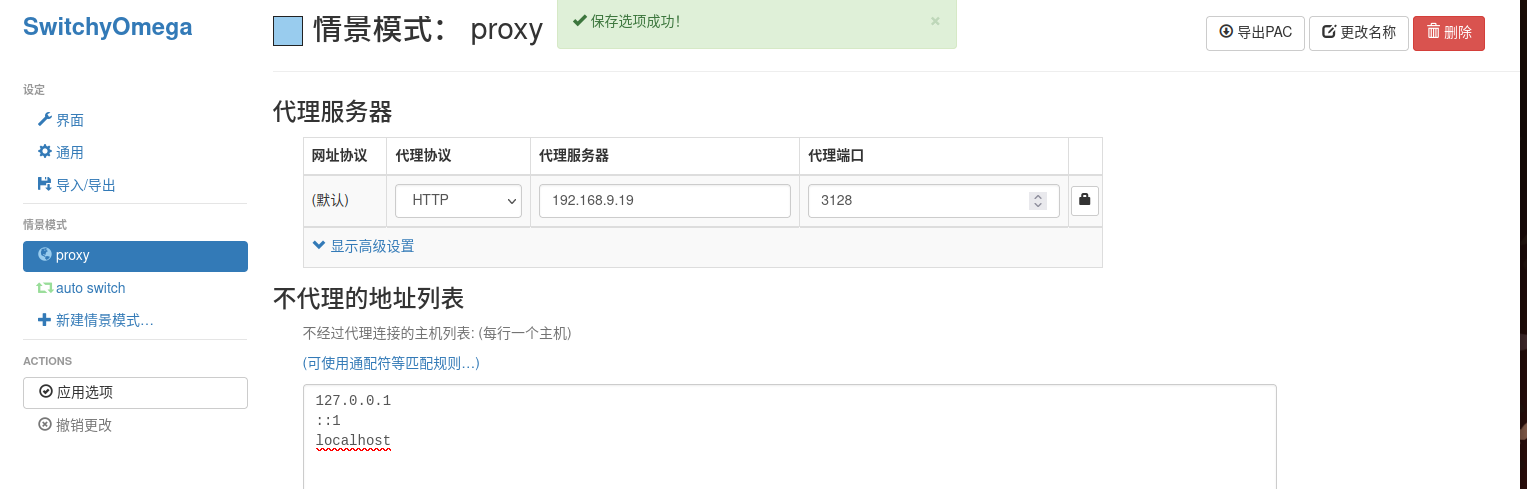 SwitchyOmega
设定
界面
通用
导入/导出
情景模式
proxy
auto switch
新建情景模式…
ACTIONS
应用选项
撤销更改
情景模式： proxy
保存选项成功!
×
导出PAC
更改名称
删除
代理服务器
网址协议 代理协议 代理服务器 代理端口
(默认) HTTP 192.168.9.19 3128
显示高级设置
不代理的地址列表
不经过代理连接的主机列表: (每行一个主机)
(可使用通配符等匹配规则…)
127.0.0.1
::1
localhost